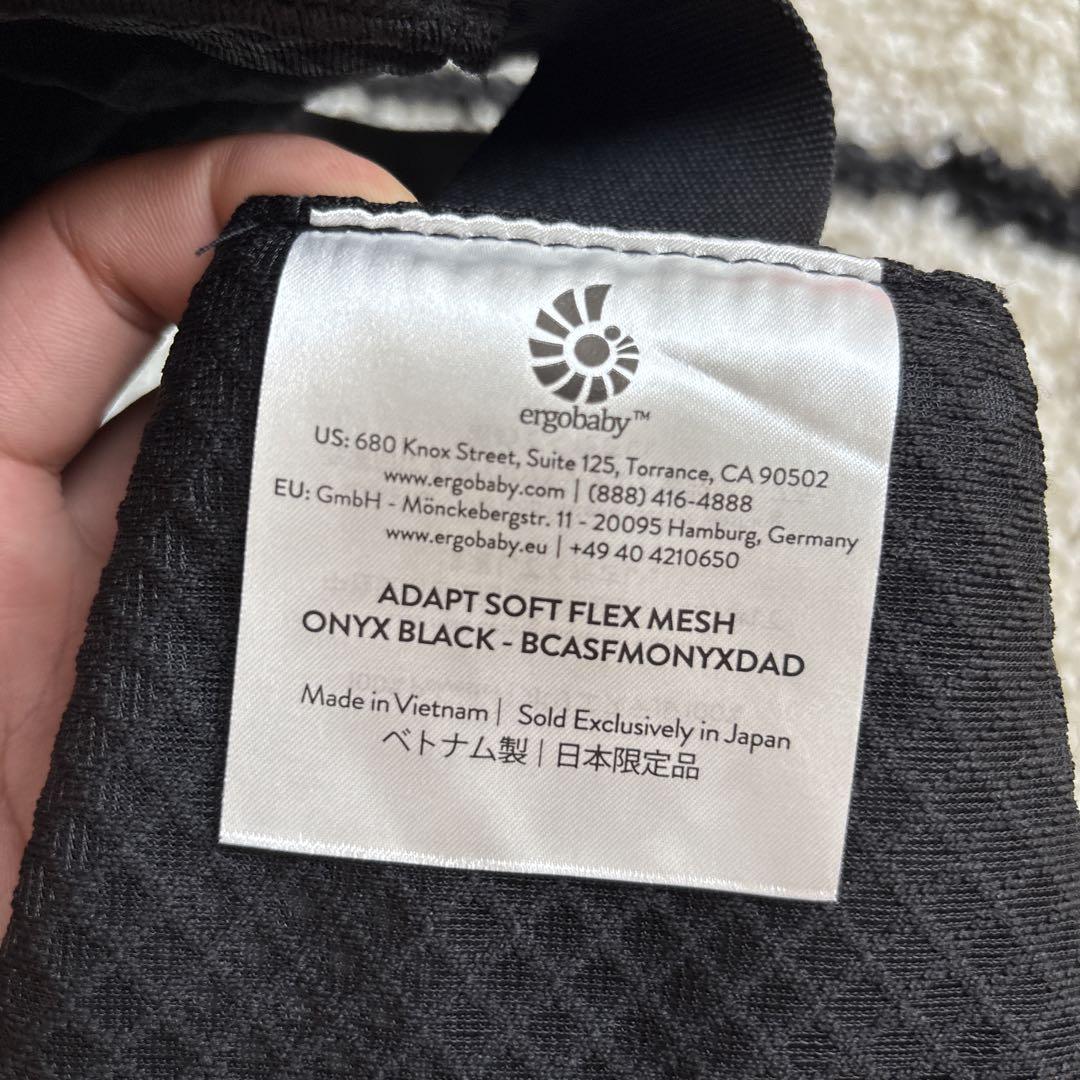 ergobaby™
US: 680 Knox Street, Suite 125, Torrance, CA 90502
www.ergobaby.com | (888) 416-4888
EU: GmbH - Mönckebergstr. 11 - 20095 Hamburg, Germany
www.ergobaby.eu | +49 40 4210650
ADAPT SOFT FLEX MESH
ONYX BLACK - BCASFMONYXDAD
Made in Vietnam | Sold Exclusively in Japan
ベトナム製 | 日本限定品